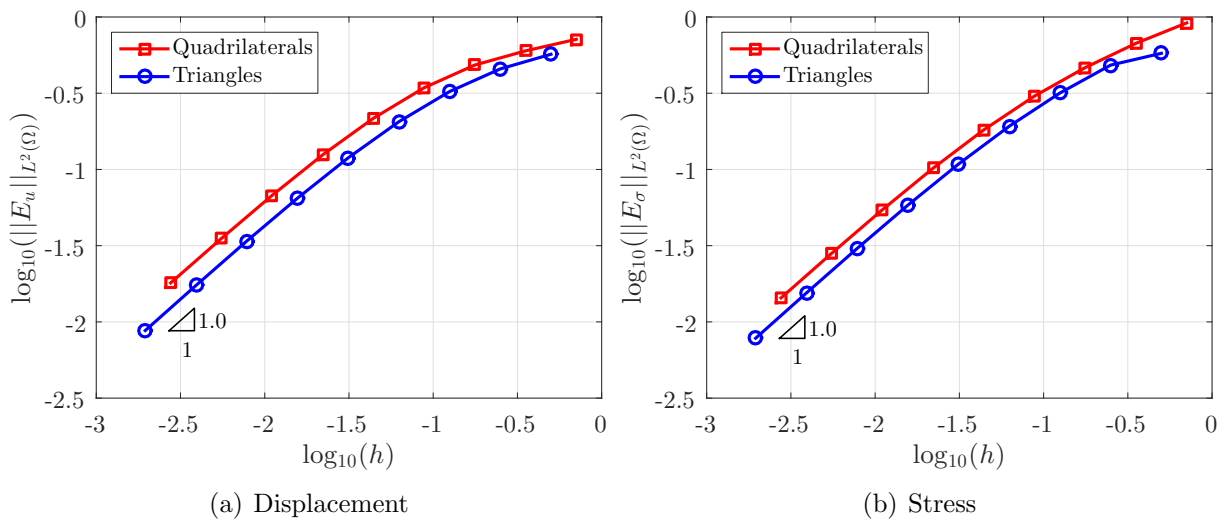 0
-0.5
-1
-1.5
-2
-2.5
log₁₀(||E_u||_{L²(Ω)})
Quadrilaterals
Triangles
1.0
1
-3 -2.5 -2 -1.5 -1 -0.5 0
log₁₀(h)
(a) Displacement
0
-0.5
-1
-1.5
-2
-2.5
log₁₀(||E_σ||_{L²(Ω)})
Quadrilaterals
Triangles
1.0
1
-3 -2.5 -2 -1.5 -1 -0.5 0
log₁₀(h)
(b) Stress